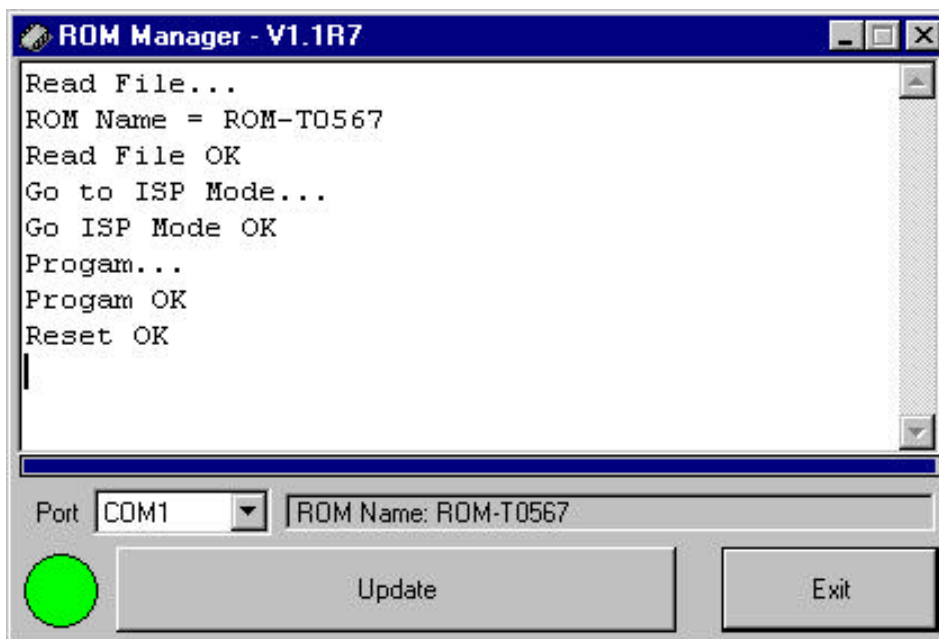 ROM Manager - V1.1R7
Read File...
ROM Name = ROM-T0567
Read File OK
Go to ISP Mode...
Go ISP Mode OK
Progam...
Progam OK
Reset OK
Port COM1 ROM Name: ROM-T0567
Update Exit